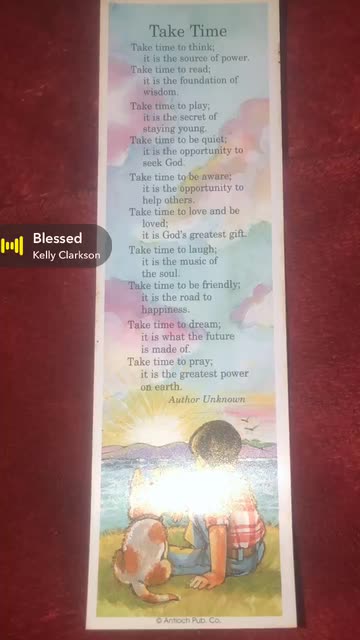 Take Time
Take time to think;
it is the source of power.
Take time to read;
it is the foundation of
wisdom.
Take time to play;
it is the secret of
staying young.
Take time to be quiet;
it is the opportunity to
seek God.
Take time to be aware;
it is the opportunity to
help others.
Take time to love and be
loved;
it is God's greatest gift.
Take time to laugh;
it is the music of
the soul.
Take time to be friendly;
it is the road to
happiness.
Take time to dream;
it is what the future
is made of.
Take time to pray;
it is the greatest power
on earth.
Author Unknown
Blessed
Kelly Clarkson
© Antioch Pub. Co.